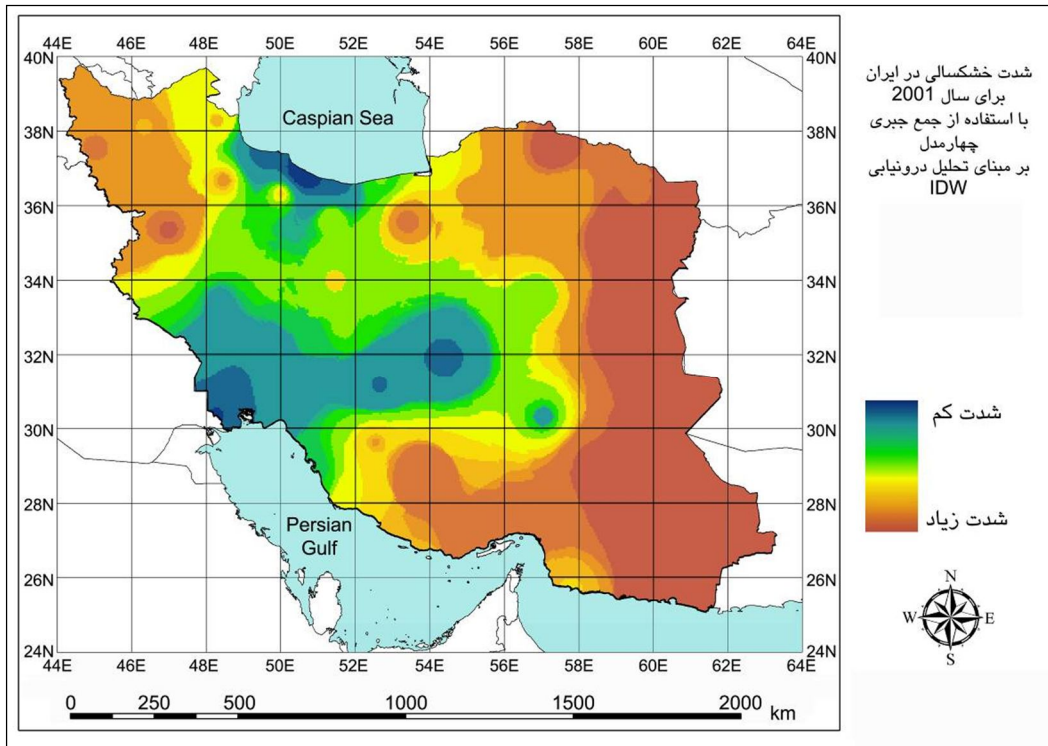 44E 46E 48E 50E 52E 54E 56E 58E 60E 62E 64E
40N 40N
38N 38N
36N 36N
34N 34N
32N 32N
30N 30N
28N 28N
26N 26N
24N 24N
44E 46E 48E 50E 52E 54E 56E 58E 60E 62E 64E
Caspian Sea
Persian
Gulf
0 250 500 1000 1500 2000
km
شدت خشکسالی در ایران
برای سال 2001
با استفاده از جمع جبری
چهارمدل
بر مبنای تحلیل درونیابی
IDW
شدت کم
شدت زیاد
N
W E
S